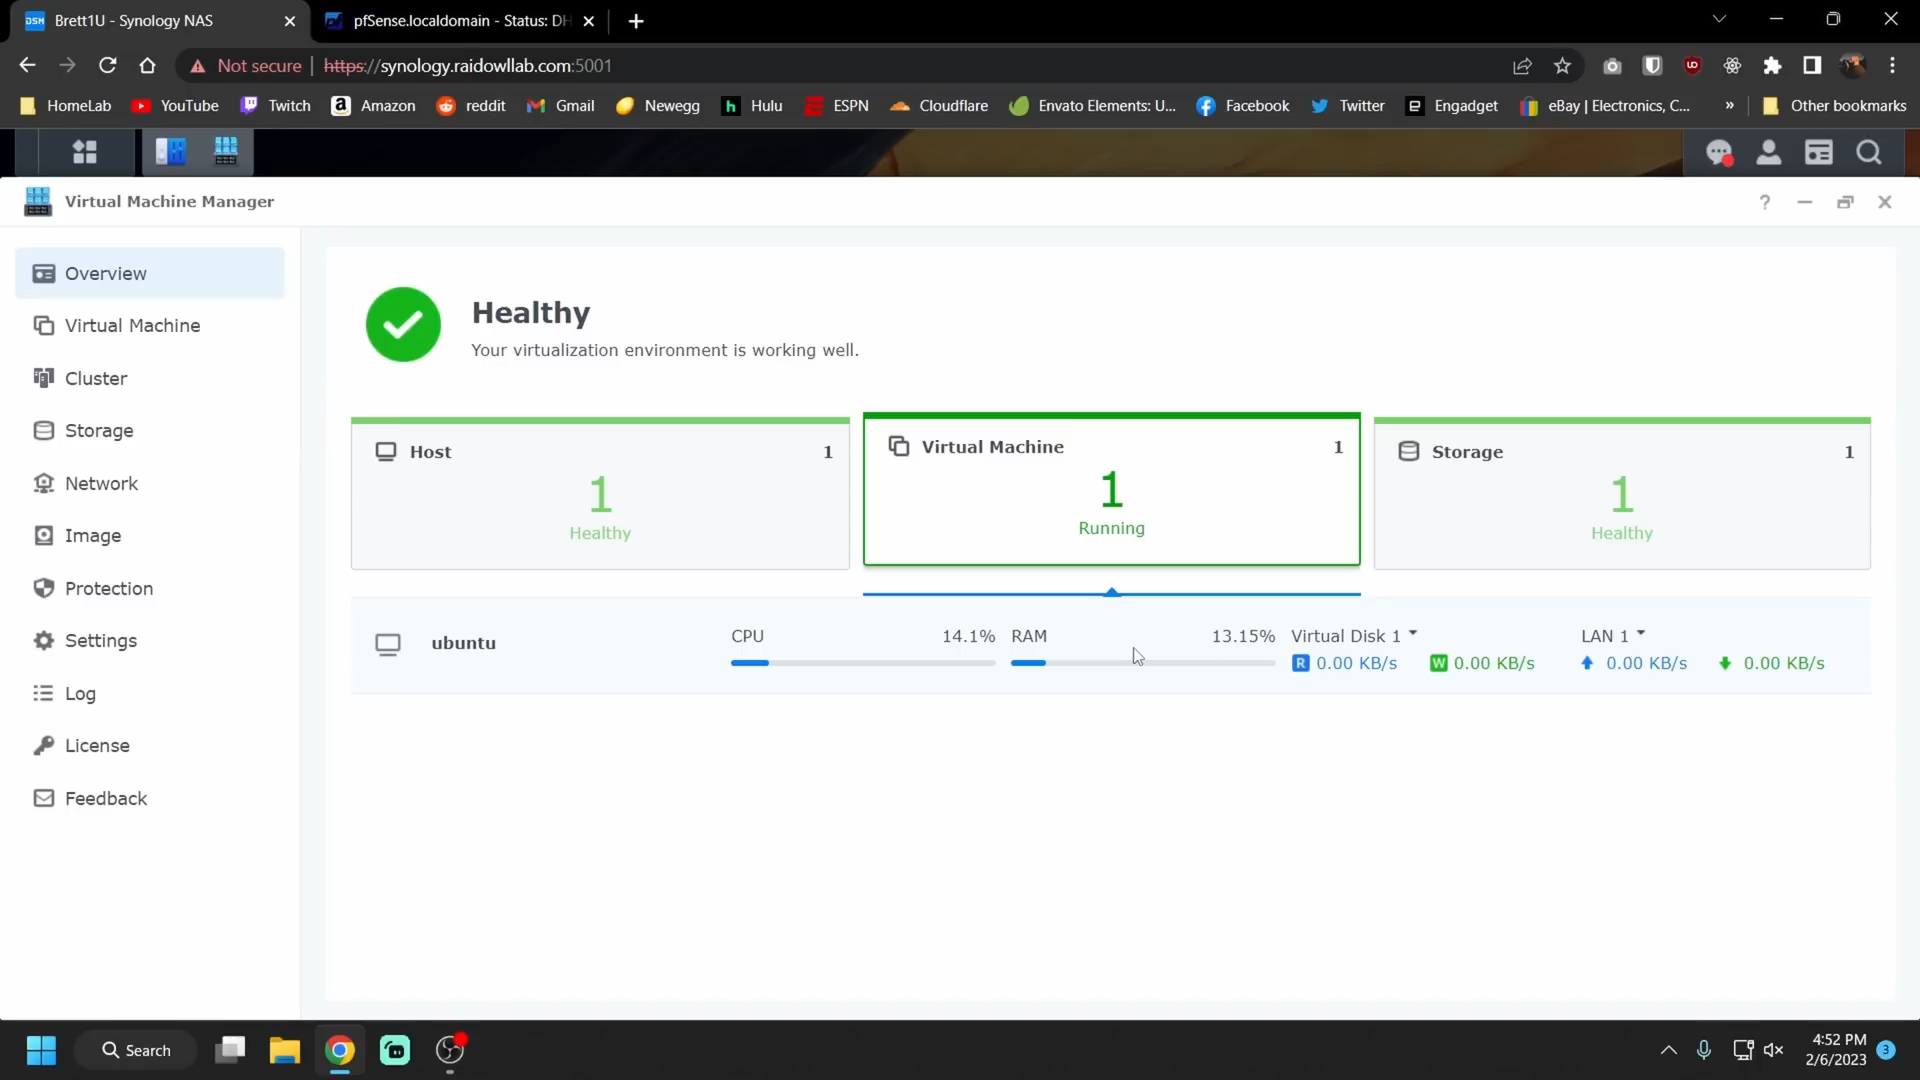 DSM Brett1U - Synology NAS
pfSense.localdomain - Status: DH
Not secure https://synology.raidowllab.com:5001
HomeLab YouTube Twitch a Amazon reddit Gmail Newegg h Hulu ESPN Cloudflare Envato Elements: U... Facebook Twitter e Engadget eBay | Electronics, C... » Other bookmarks
Virtual Machine Manager
?
Overview
Virtual Machine
Cluster
Storage
Network
Image
Protection
Settings
Log
License
Feedback
Healthy
Your virtualization environment is working well.
Host 1
1
Healthy
Virtual Machine 1
1
Running
Storage 1
1
Healthy
ubuntu
CPU 14.1%
RAM 13.15%
Virtual Disk 1
R 0.00 KB/s W 0.00 KB/s
LAN 1
0.00 KB/s 0.00 KB/s
Search
4:52 PM
2/6/2023
3